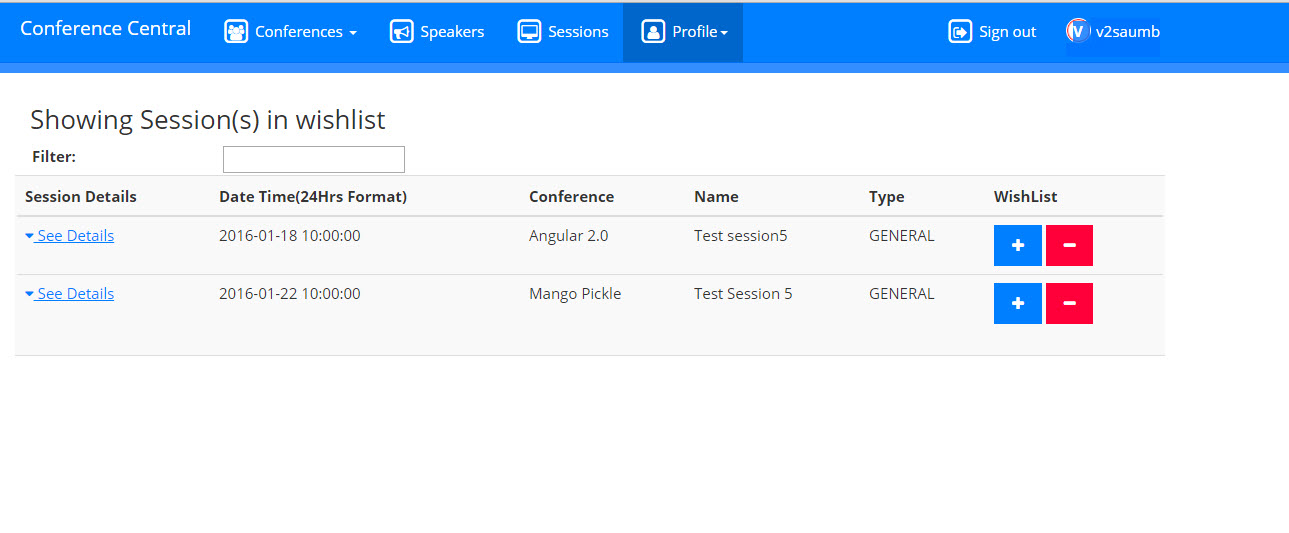 Conference Central Conferences Speakers Sessions Profile Sign out v2saumb
Showing Session(s) in wishlist
Filter:
Session Details Date Time(24Hrs Format) Conference Name Type WishList
See Details 2016-01-18 10:00:00 Angular 2.0 Test session5 GENERAL + −
See Details 2016-01-22 10:00:00 Mango Pickle Test Session 5 GENERAL + −